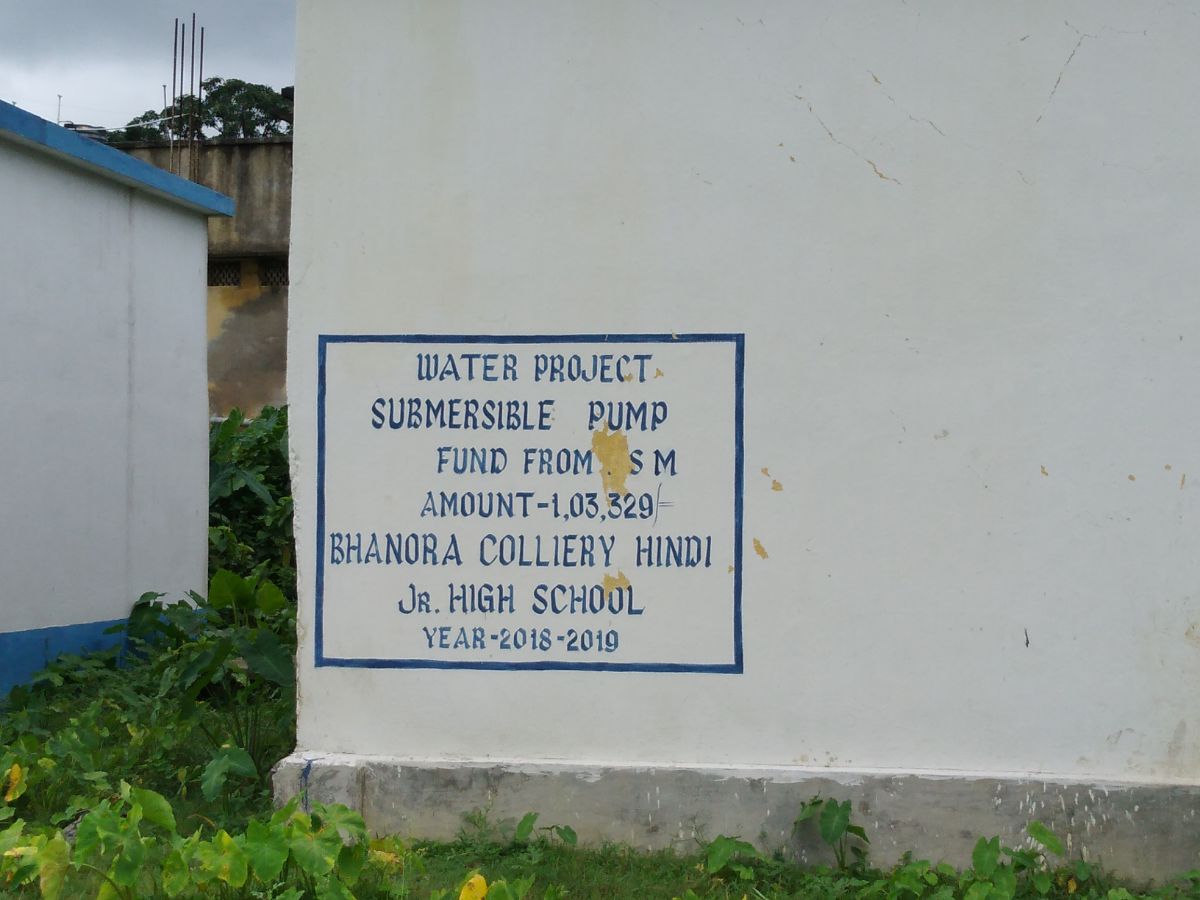 WATER PROJECT
SUBMERSIBLE PUMP
FUND FROM SM
AMOUNT-1,03,329/=
BHANORA COLLIERY HINDI
JR. HIGH SCHOOL
YEAR-2018-2019